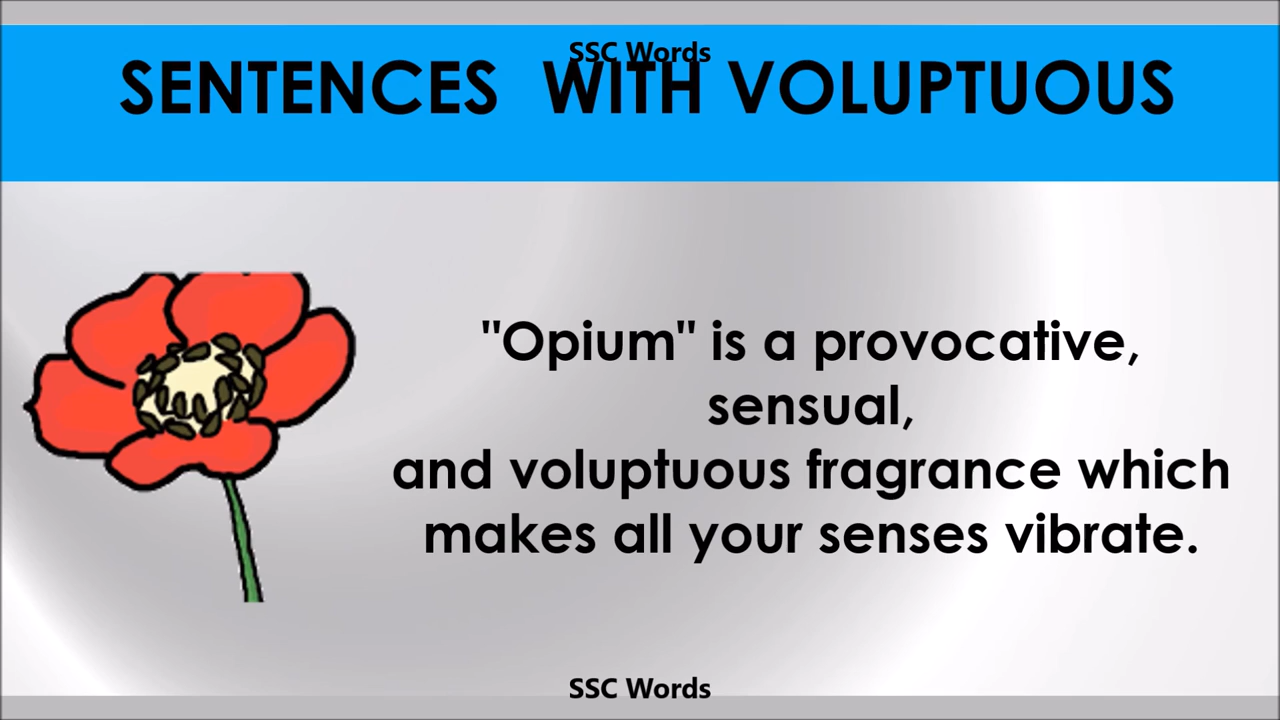 SSC Words
SENTENCES WITH VOLUPTUOUS
"Opium" is a provocative,
sensual,
and voluptuous fragrance which
makes all your senses vibrate.
SSC Words